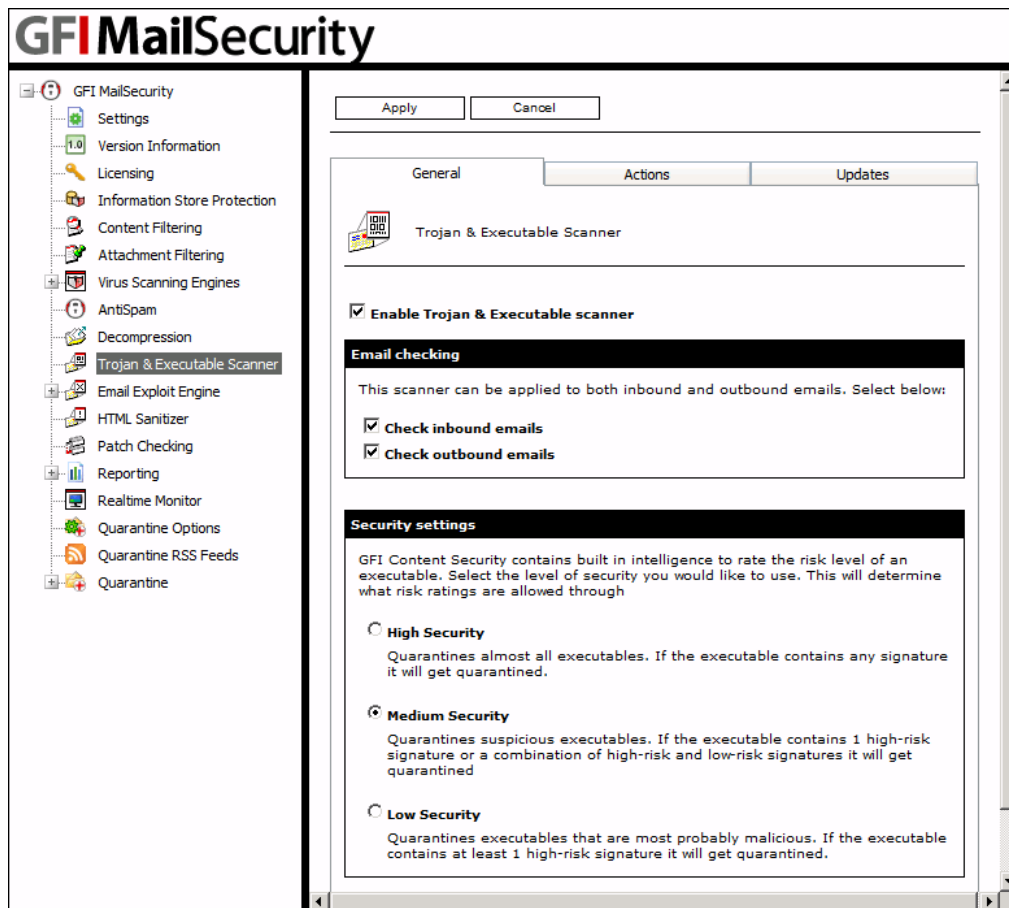 GFI MailSecurity
GFI MailSecurity
Settings
1.0 Version Information
Licensing
Information Store Protection
Content Filtering
Attachment Filtering
Virus Scanning Engines
AntiSpam
Decompression
Trojan & Executable Scanner
Email Exploit Engine
HTML Sanitizer
Patch Checking
Reporting
Realtime Monitor
Quarantine Options
Quarantine RSS Feeds
Quarantine
Apply Cancel
General Actions Updates
Trojan & Executable Scanner
Enable Trojan & Executable scanner
Email checking
This scanner can be applied to both inbound and outbound emails. Select below:
Check inbound emails
Check outbound emails
Security settings
GFI Content Security contains built in intelligence to rate the risk level of an
executable. Select the level of security you would like to use. This will determine
what risk ratings are allowed through
High Security
Quarantines almost all executables. If the executable contains any signature
it will get quarantined.
Medium Security
Quarantines suspicious executables. If the executable contains 1 high-risk
signature or a combination of high-risk and low-risk signatures it will get
quarantined
Low Security
Quarantines executables that are most probably malicious. If the executable
contains at least 1 high-risk signature it will get quarantined.